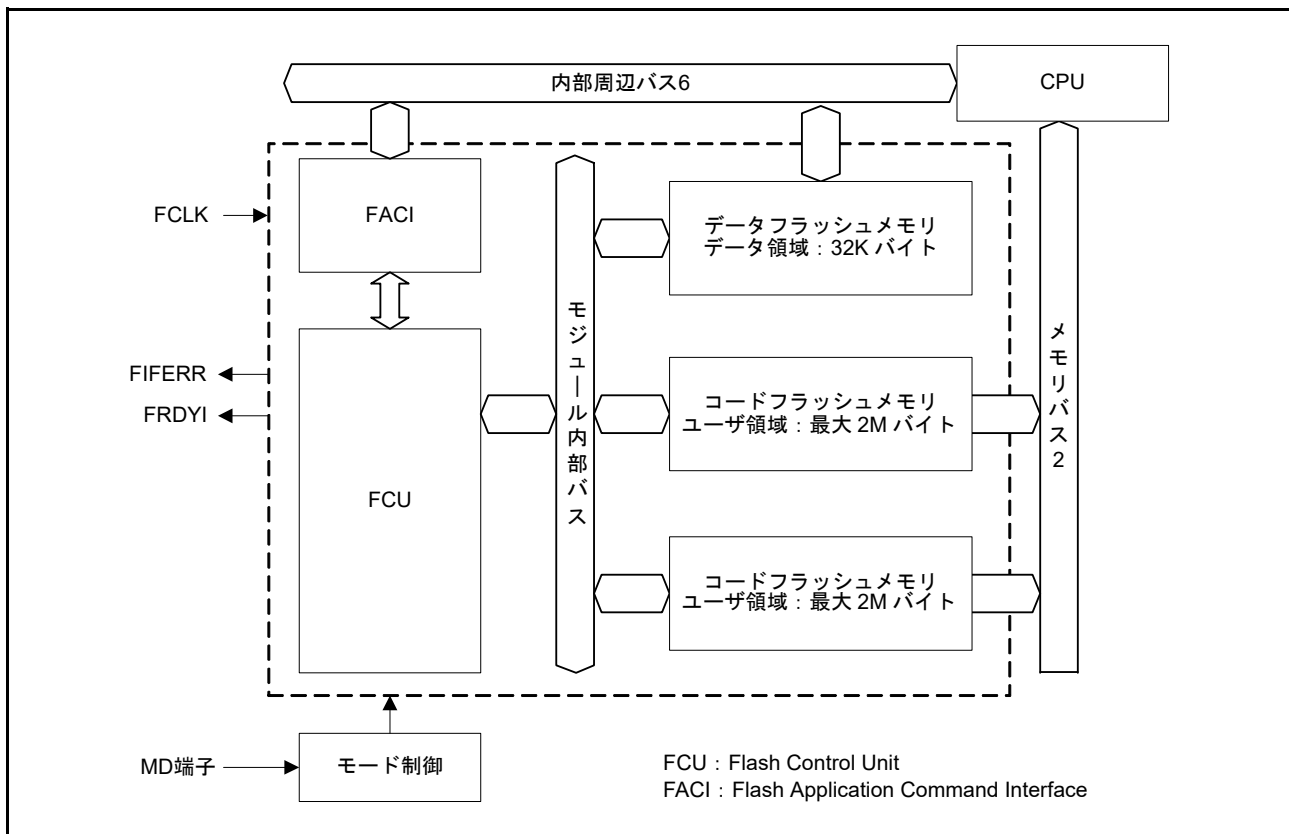 内部周辺バス6
CPU
FCLK
FACI
データフラッシュメモリ
データ領域：32K バイト
モジュール内部バス
メモリバス2
FIFERR
FRDYI
FCU
コードフラッシュメモリ
ユーザ領域：最大 2M バイト
コードフラッシュメモリ
ユーザ領域：最大 2M バイト
MD端子
モード制御
FCU：Flash Control Unit
FACI：Flash Application Command Interface